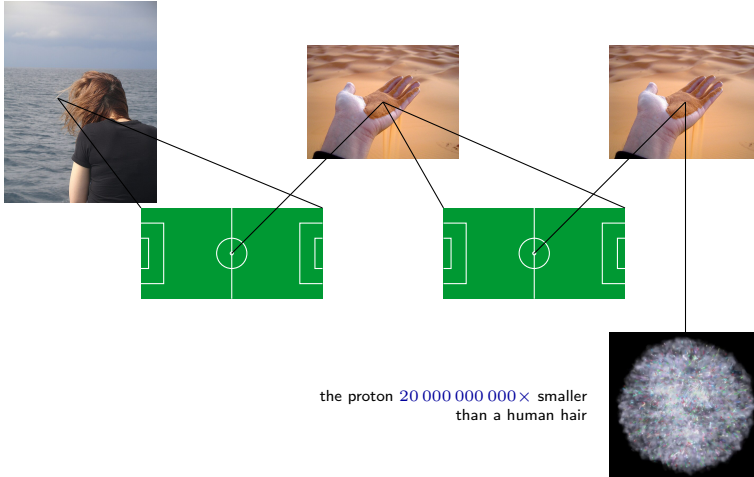 the proton 20 000 000 000× smaller
than a human hair